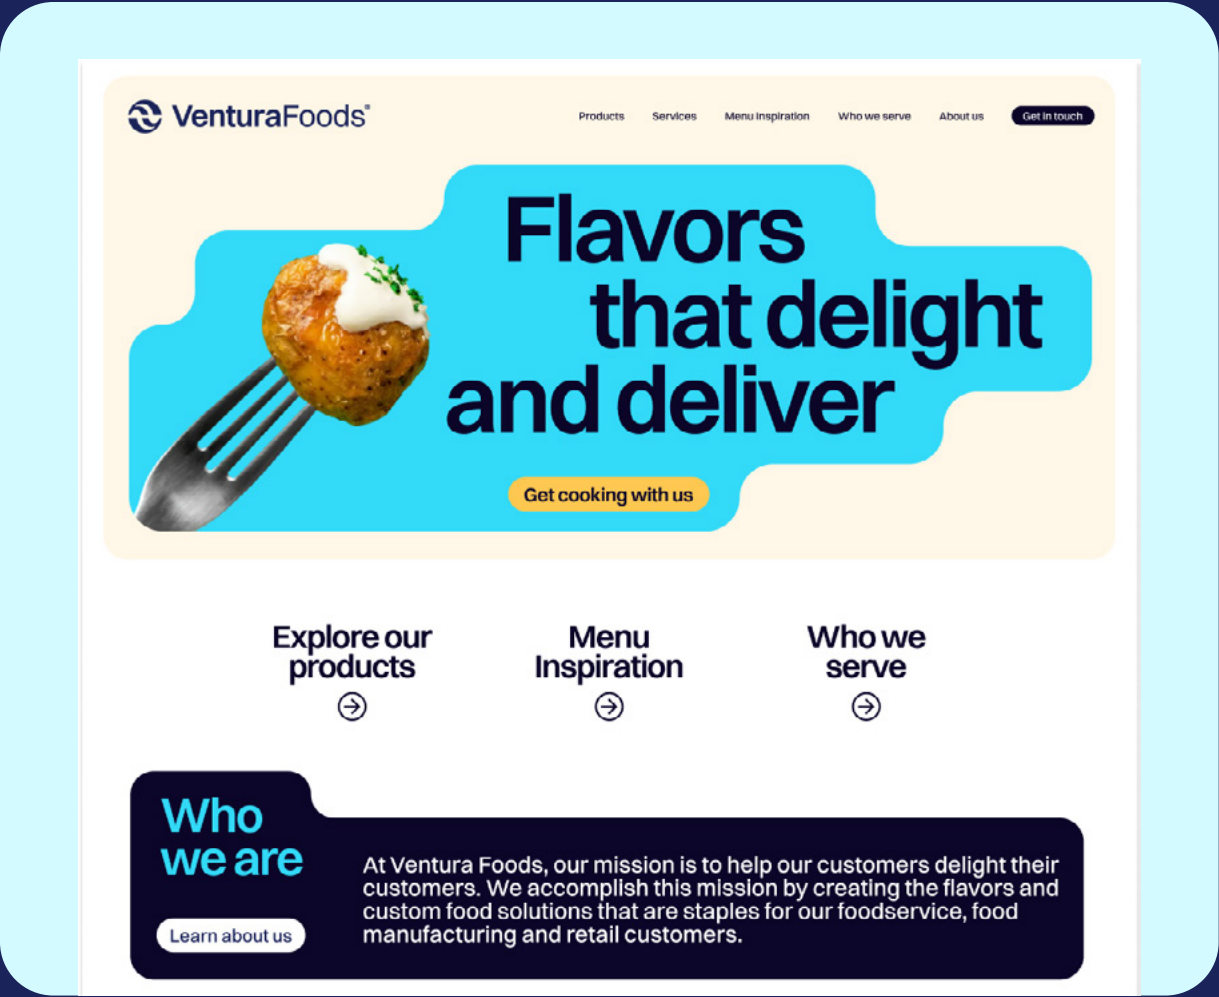 VenturaFoods®
Products
Services
Menu Inspiration
Who we serve
About us
Get in touch
Flavors
that delight
and deliver
Get cooking with us
Explore our
products
Menu
Inspiration
Who we
serve
Who
we are
Learn about us
At Ventura Foods, our mission is to help our customers delight their
customers. We accomplish this mission by creating the flavors and
custom food solutions that are staples for our foodservice, food
manufacturing and retail customers.